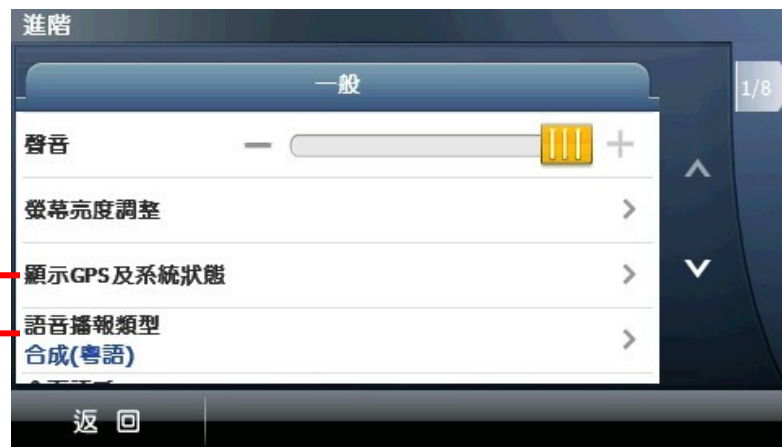 進階
一般
1/8
聲音
螢幕亮度調整
顯示GPS及系統狀態
語音播報類型
合成(粵語)
返回